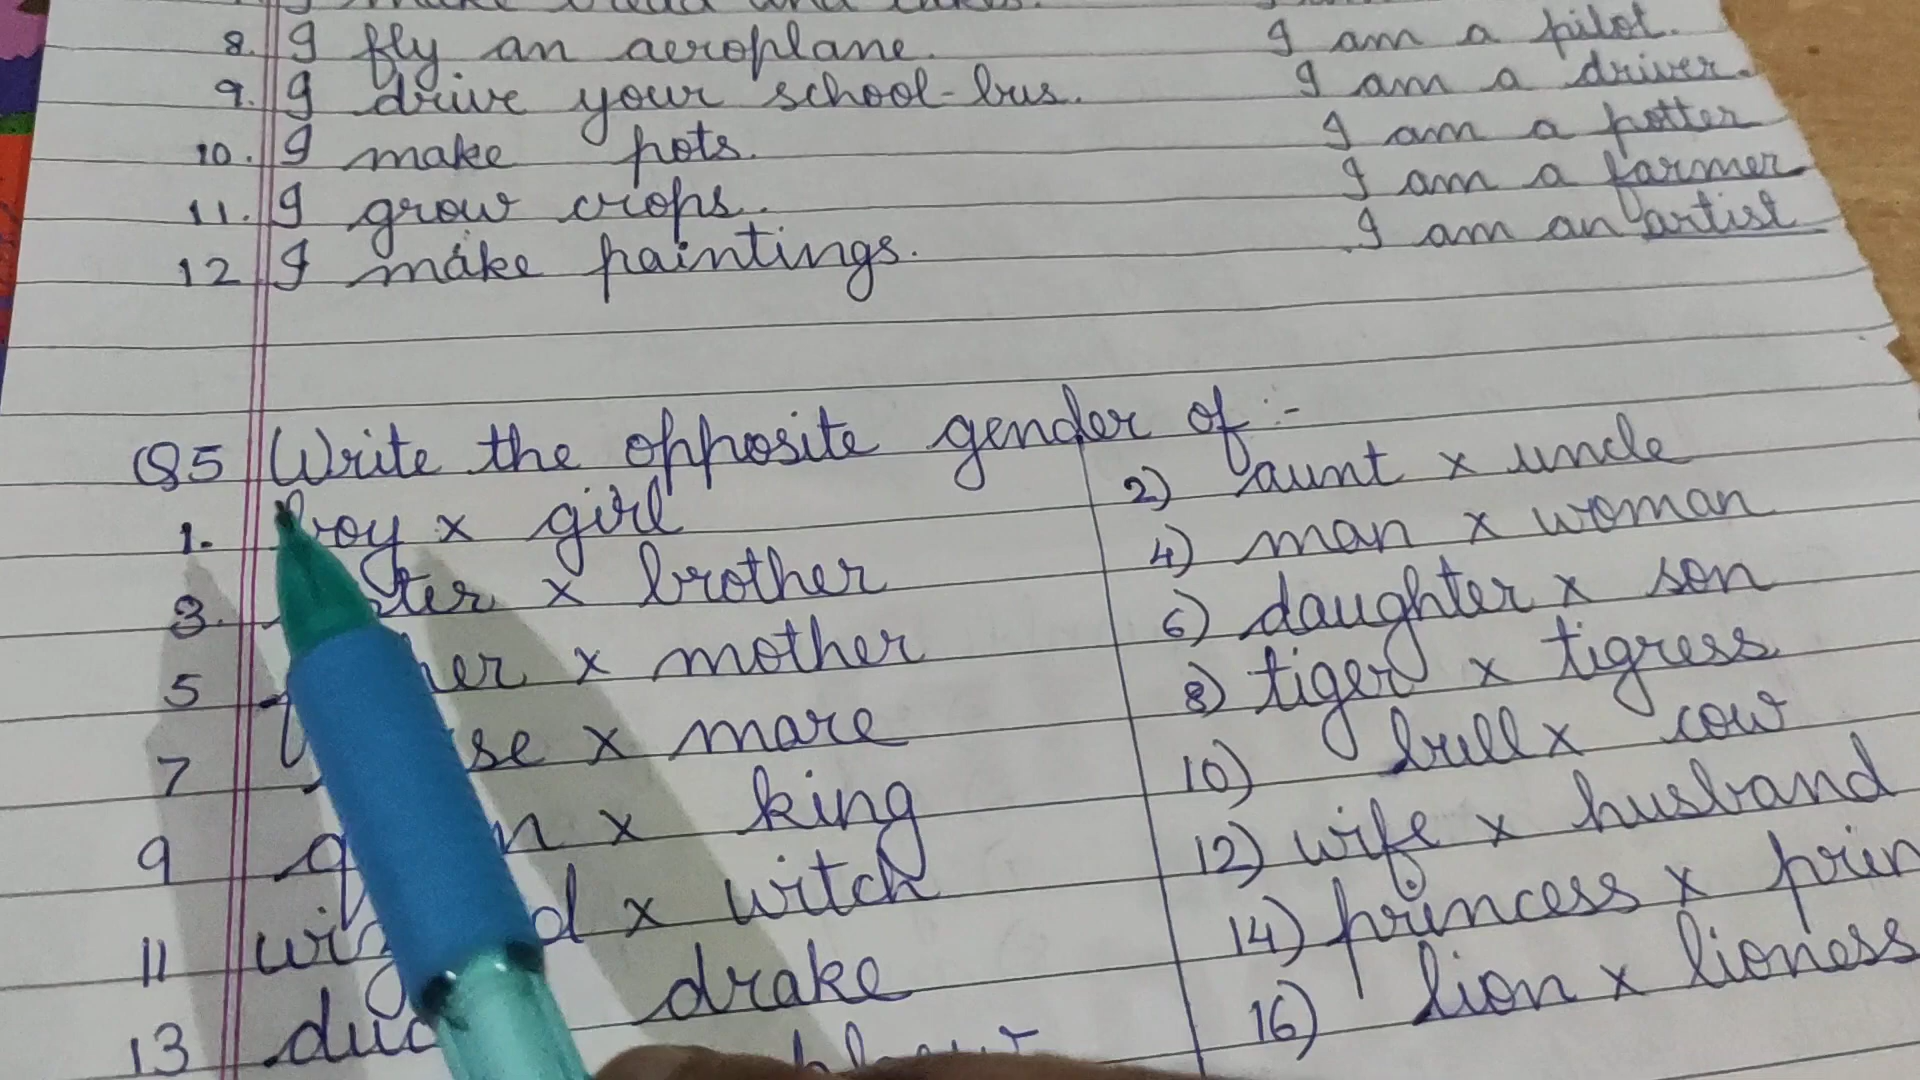 8. I fly an aeroplane. I am a pilot.
9. I drive your school-bus. I am a driver.
10. I make pots. I am a potter
11. I grow crops. I am a farmer
12 I make paintings. I am an artist
Q5 Write the opposite gender of :-
1. boy x girl
2) aunt x uncle
3. x brother
4) man x woman
5 x mother
6) daughter x son
7 x mare
8) tiger x tigress
9 x king
10) bull x cow
11 x witch
12) wife x husband
13 drake
14) princess x prin
16) lion x lioness